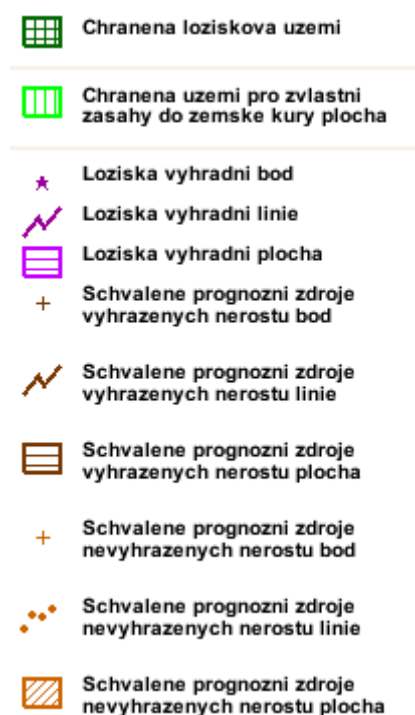 Chranena loziskova uzemi
Chranena uzemi pro zvlastni
zasahy do zemske kury plocha
Loziska vyhradni bod
Loziska vyhradni linie
Loziska vyhradni plocha
Schvalene prognozni zdroje
vyhrazenych nerostu bod
Schvalene prognozni zdroje
vyhrazenych nerostu linie
Schvalene prognozni zdroje
vyhrazenych nerostu plocha
Schvalene prognozni zdroje
nevyhrazenych nerostu bod
Schvalene prognozni zdroje
nevyhrazenych nerostu linie
Schvalene prognozni zdroje
nevyhrazenych nerostu plocha